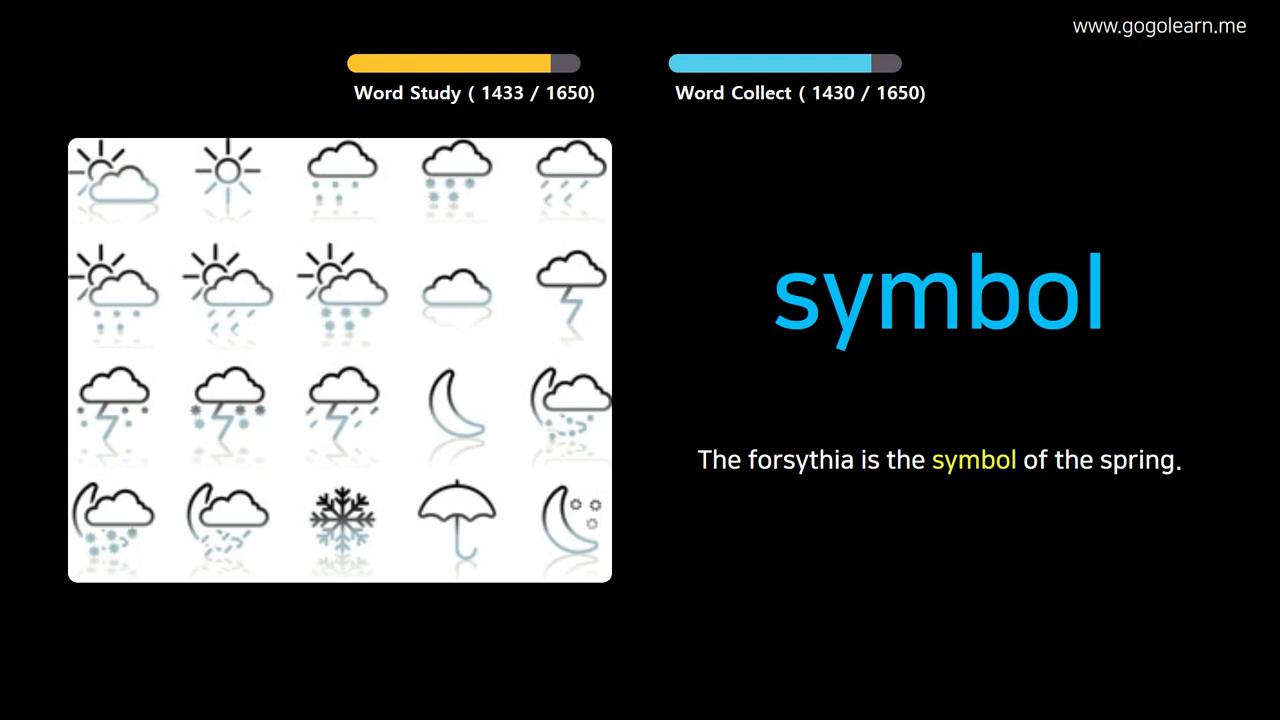 www.gogolearn.me
Word Study ( 1433 / 1650)
Word Collect ( 1430 / 1650)
symbol
The forsythia is the symbol of the spring.